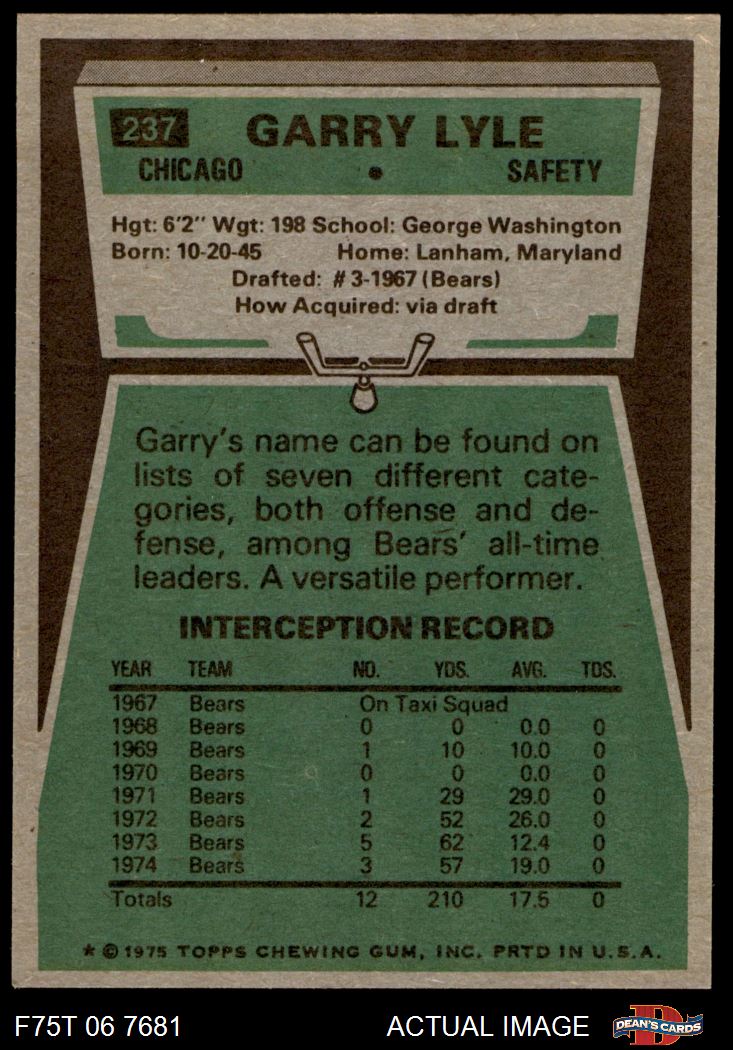 237 GARRY LYLE
CHICAGO • SAFETY
Hgt: 6'2" Wgt: 198 School: George Washington
Born: 10-20-45 Home: Lanham, Maryland
Drafted: #3-1967 (Bears)
How Acquired: via draft
Garry's name can be found on
lists of seven different cate-
gories, both offense and de-
fense, among Bears' all-time
leaders. A versatile performer.
INTERCEPTION RECORD
YEAR TEAM NO. YDS. AVG. TDS.
1967 Bears On Taxi Squad
1968 Bears 0 0 0.0 0
1969 Bears 1 10 10.0 0
1970 Bears 0 0 0.0 0
1971 Bears 1 29 29.0 0
1972 Bears 2 52 26.0 0
1973 Bears 5 62 12.4 0
1974 Bears 3 57 19.0 0
Totals 12 210 17.5 0
* © 1975 TOPPS CHEWING GUM, INC. PRTD IN U.S.A.
F75T 06 7681 ACTUAL IMAGE D DEAN'S CARDS